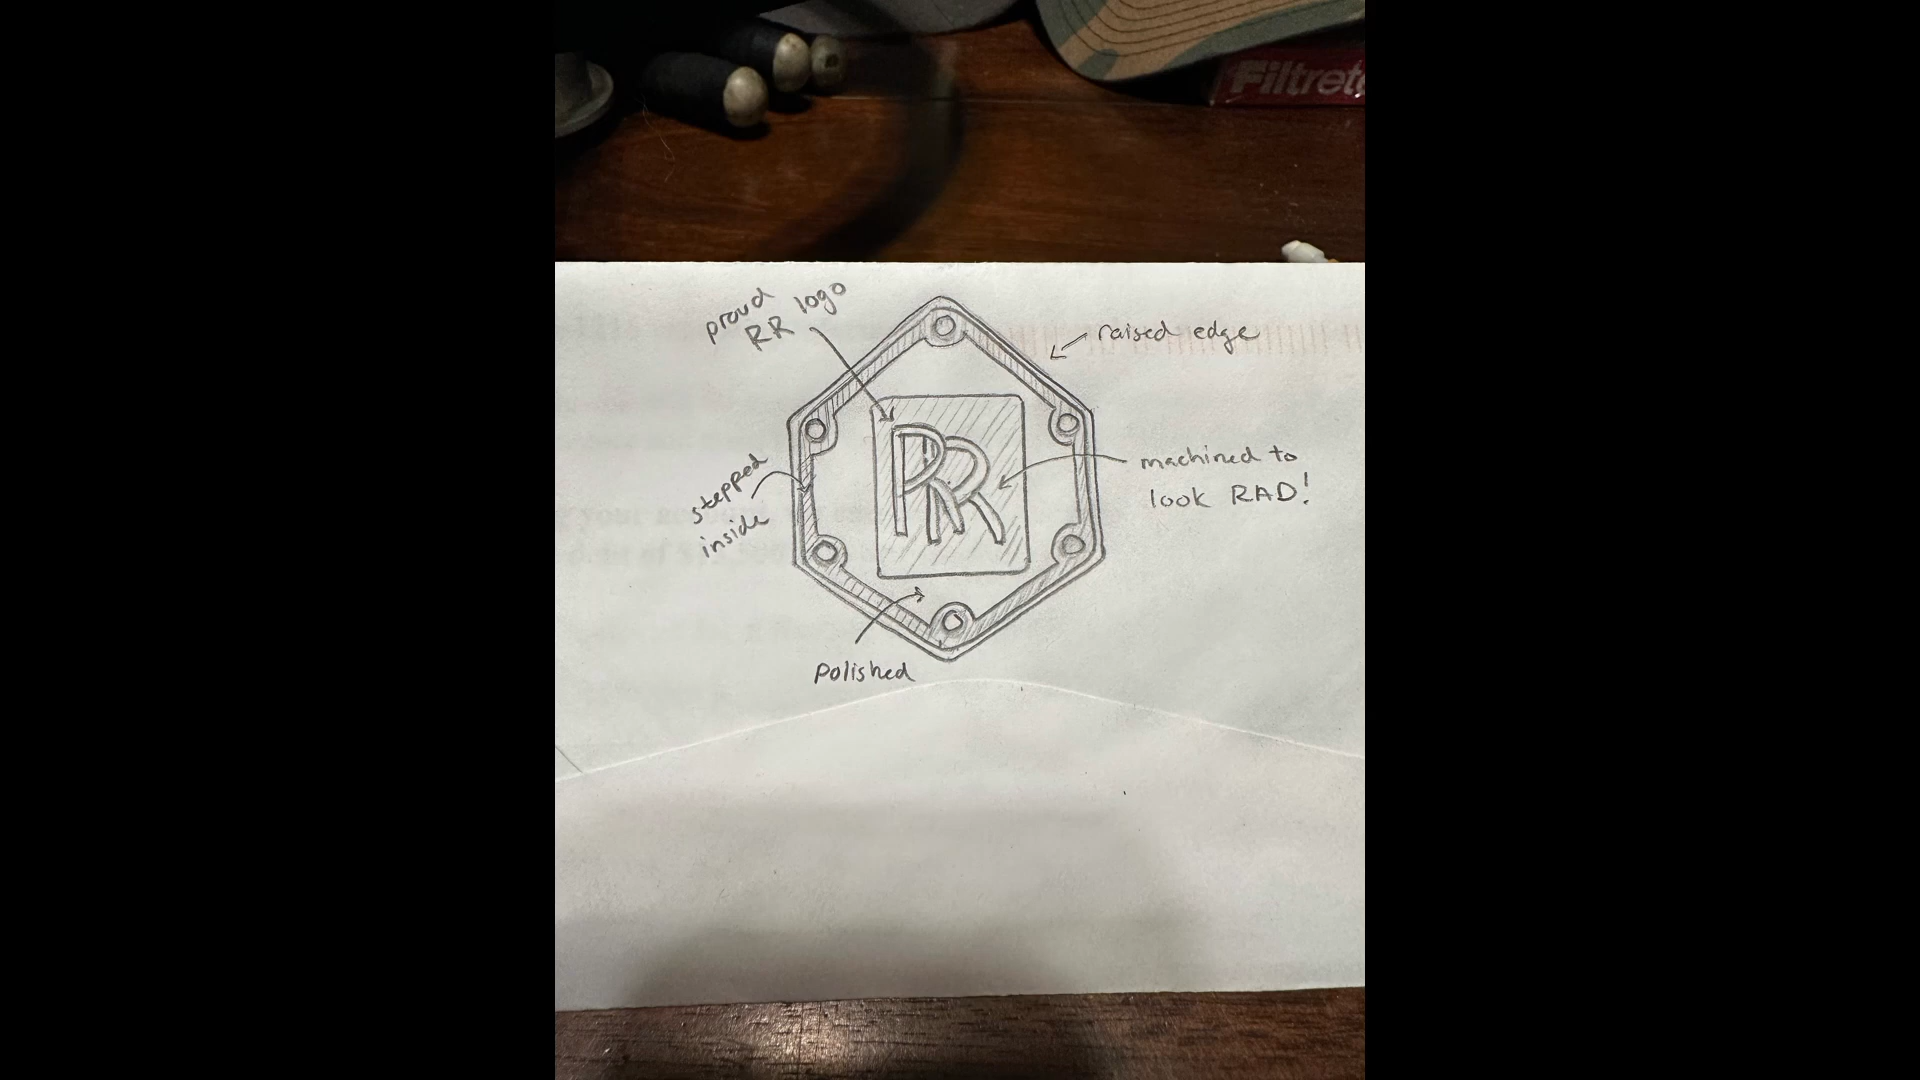 Filtrete
proud
RR logo
raised edge
RR
machined to
look RAD!
stepped
inside
polished